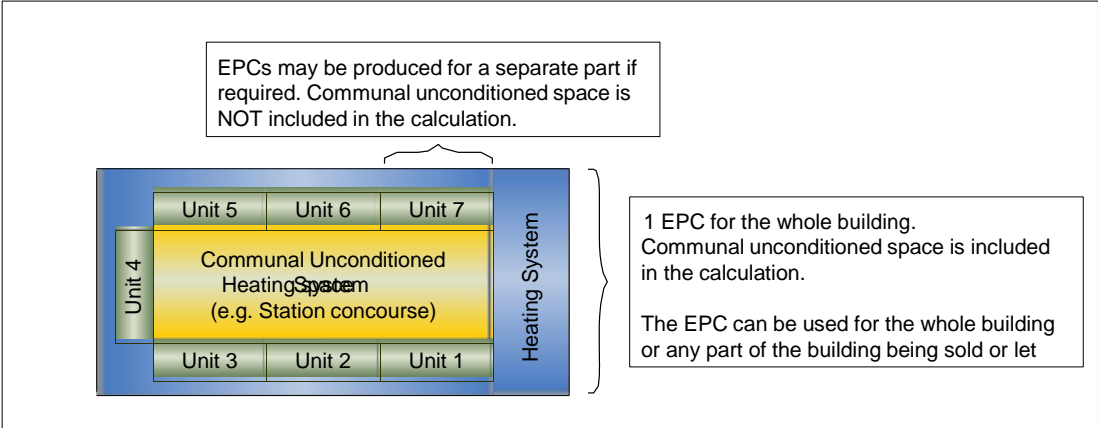 EPCs may be produced for a separate part if
required. Communal unconditioned space is
NOT included in the calculation.
Unit 5
Unit 6
Unit 7
Unit 4
Communal Unconditioned
Heating System
space
(e.g. Station concourse)
Unit 3
Unit 2
Unit 1
Heating System
1 EPC for the whole building.
Communal unconditioned space is included
in the calculation.
The EPC can be used for the whole building
or any part of the building being sold or let